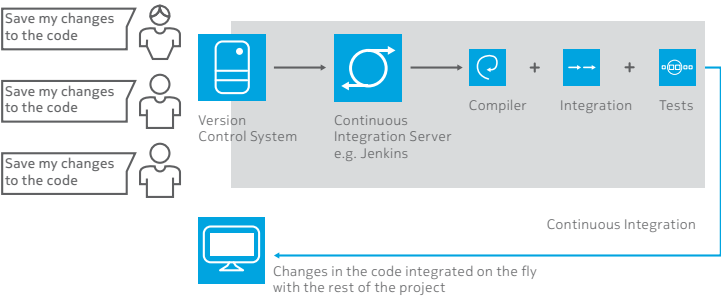 Save my changes
to the code
Save my changes
to the code
Save my changes
to the code
Version
Control System
Continuous
Integration Server
e.g. Jenkins
Compiler
+
Integration
+
Tests
Continuous Integration
Changes in the code integrated on the fly
with the rest of the project